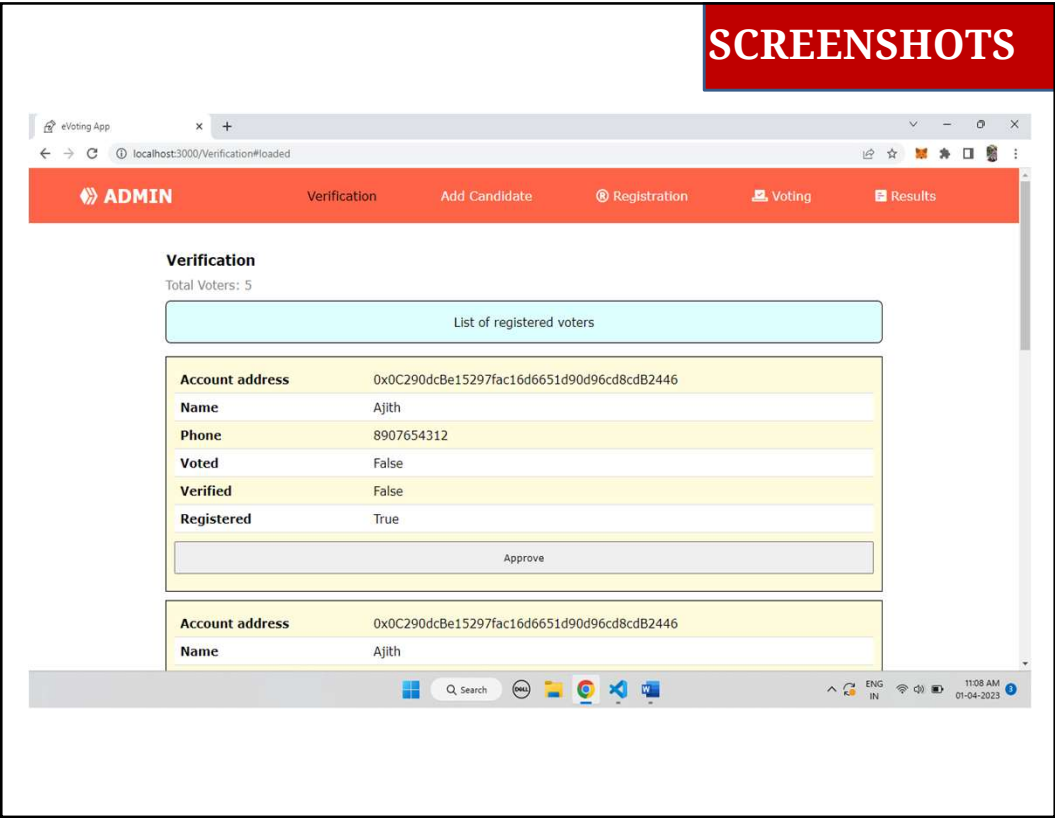 SCREENSHOTS
eVoting App
localhost:3000/Verification#loaded
ADMIN Verification Add Candidate Registration Voting Results
Verification
Total Voters: 5
List of registered voters
Account address 0x0C290dcBe15297fac16d6651d90d96cd8cdB2446
Name Ajith
Phone 8907654312
Voted False
Verified False
Registered True
Approve
Account address 0x0C290dcBe15297fac16d6651d90d96cd8cdB2446
Name Ajith
Search DELL ENG 11:08 AM
IN 01-04-2023 3